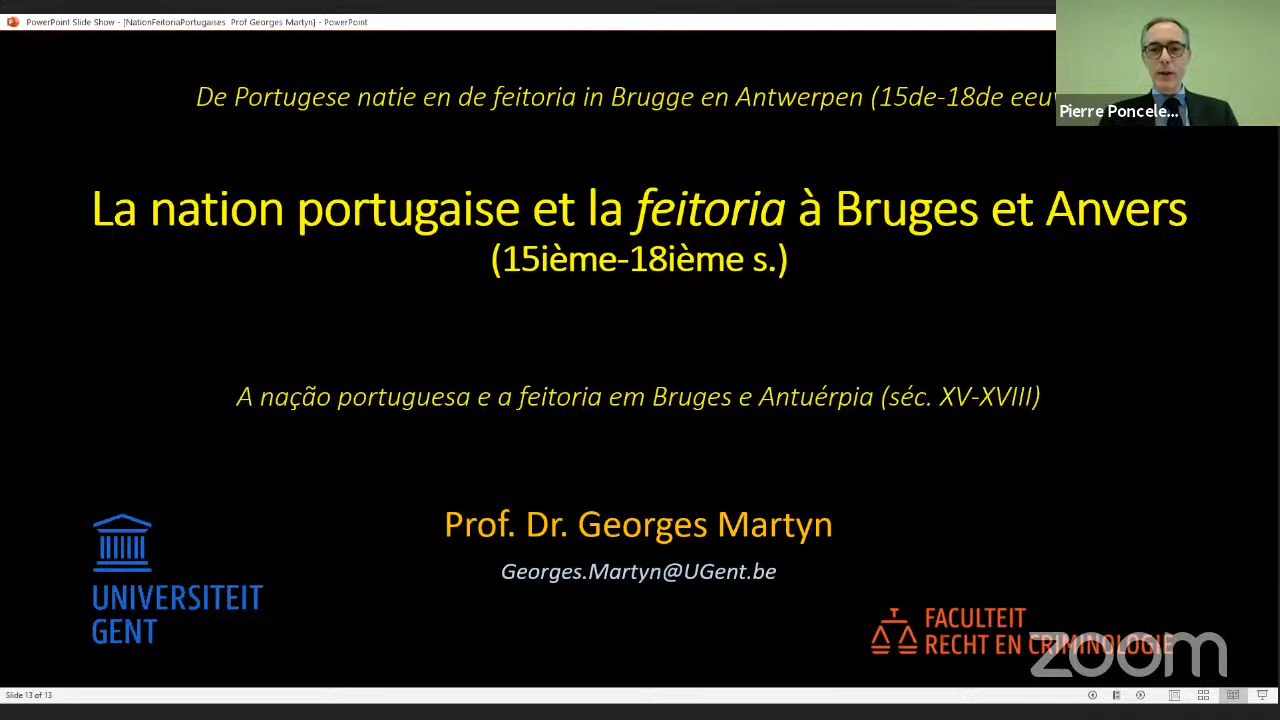 PowerPoint Slide Show - [NationFeitoriaPortugaises Prof Georges Martyn] - PowerPoint
De Portugese natie en de feitoria in Brugge en Antwerpen (15de-18de eeuw
Pierre Poncele...
La nation portugaise et la feitoria à Bruges et Anvers
(15ième-18ième s.)
A nação portuguesa e a feitoria em Bruges e Antuérpia (séc. XV-XVIII)
Prof. Dr. Georges Martyn
Georges.Martyn@UGent.be
UNIVERSITEIT
GENT
FACULTEIT
RECHT EN CRIMINOLOGIE
zoom
Slide 13 of 13